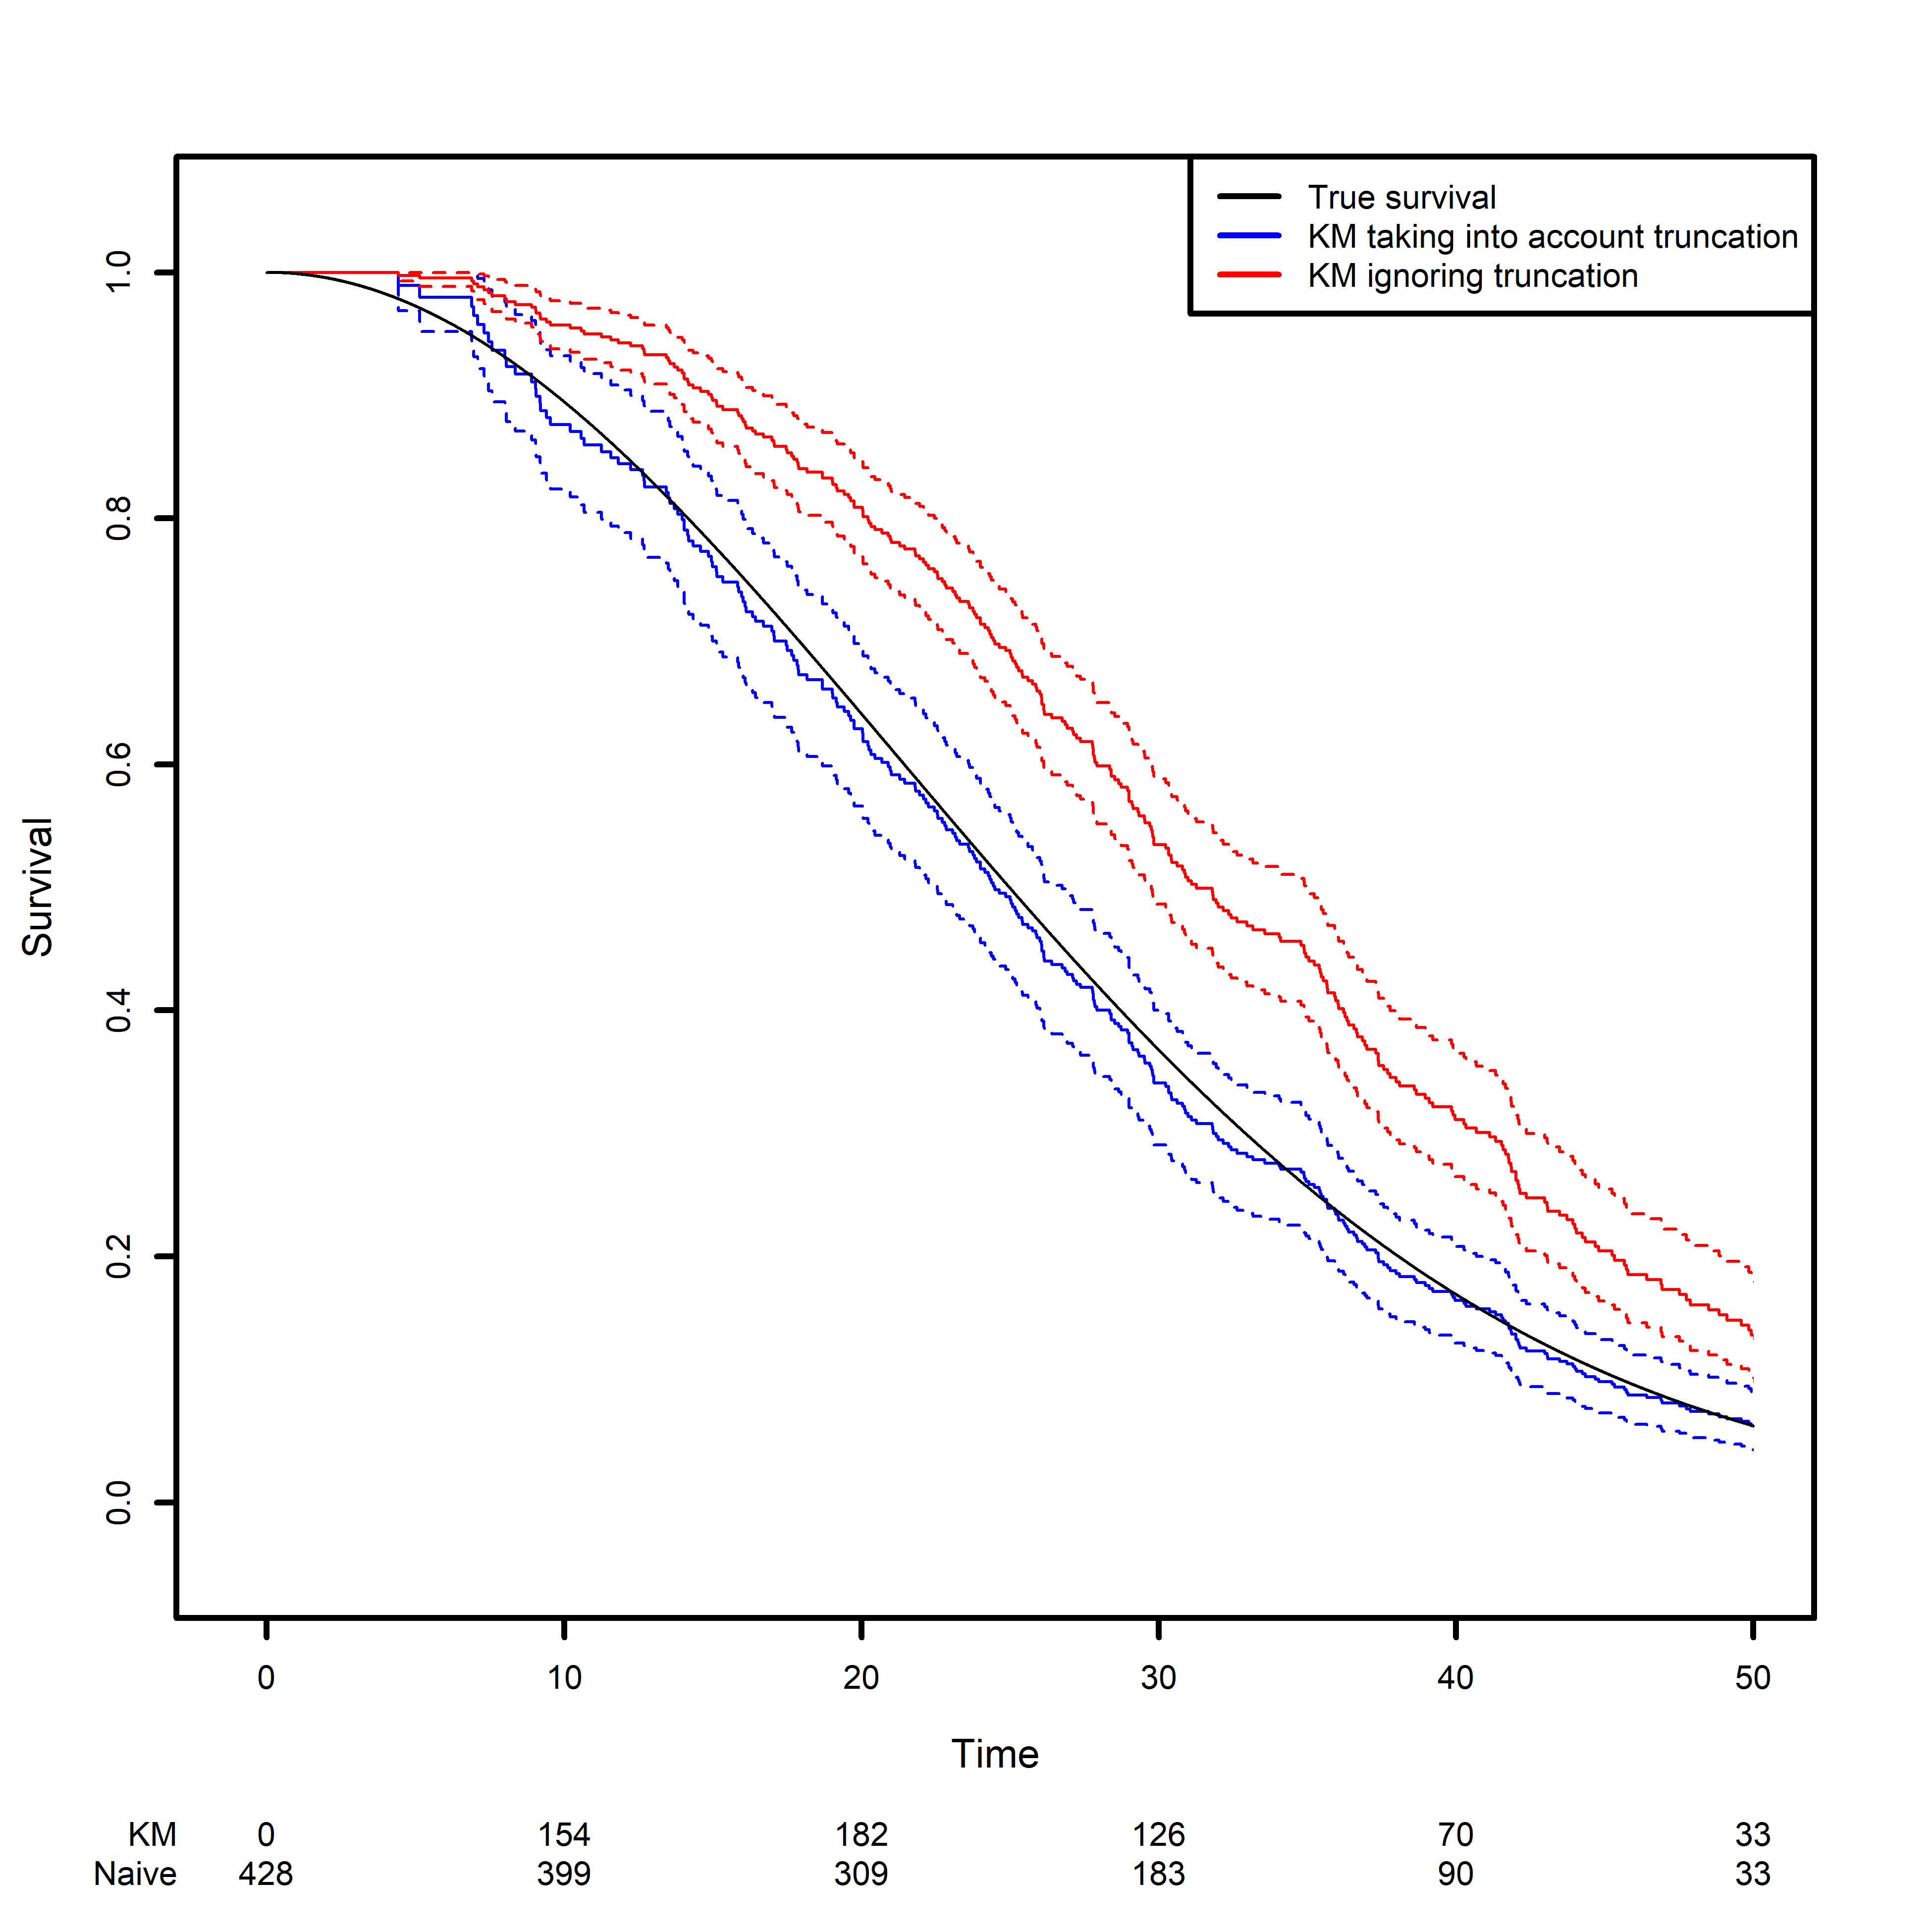 True survival
KM taking into account truncation
KM ignoring truncation
1.0
0.8
0.6
0.4
0.2
0.0
Survival
0 10 20 30 40 50
Time
KM 0 154 182 126 70 33
Naive 428 399 309 183 90 33